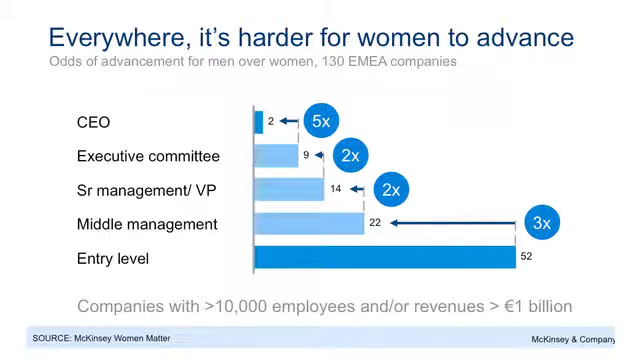 Everywhere, it's harder for women to advance
Odds of advancement for men over women, 130 EMEA companies
CEO 2 5x
Executive committee 9 2x
Sr management/ VP 14 2x
Middle management 22 3x
Entry level 52
Companies with >10,000 employees and/or revenues > €1 billion
SOURCE: McKinsey Women Matter McKinsey & Company